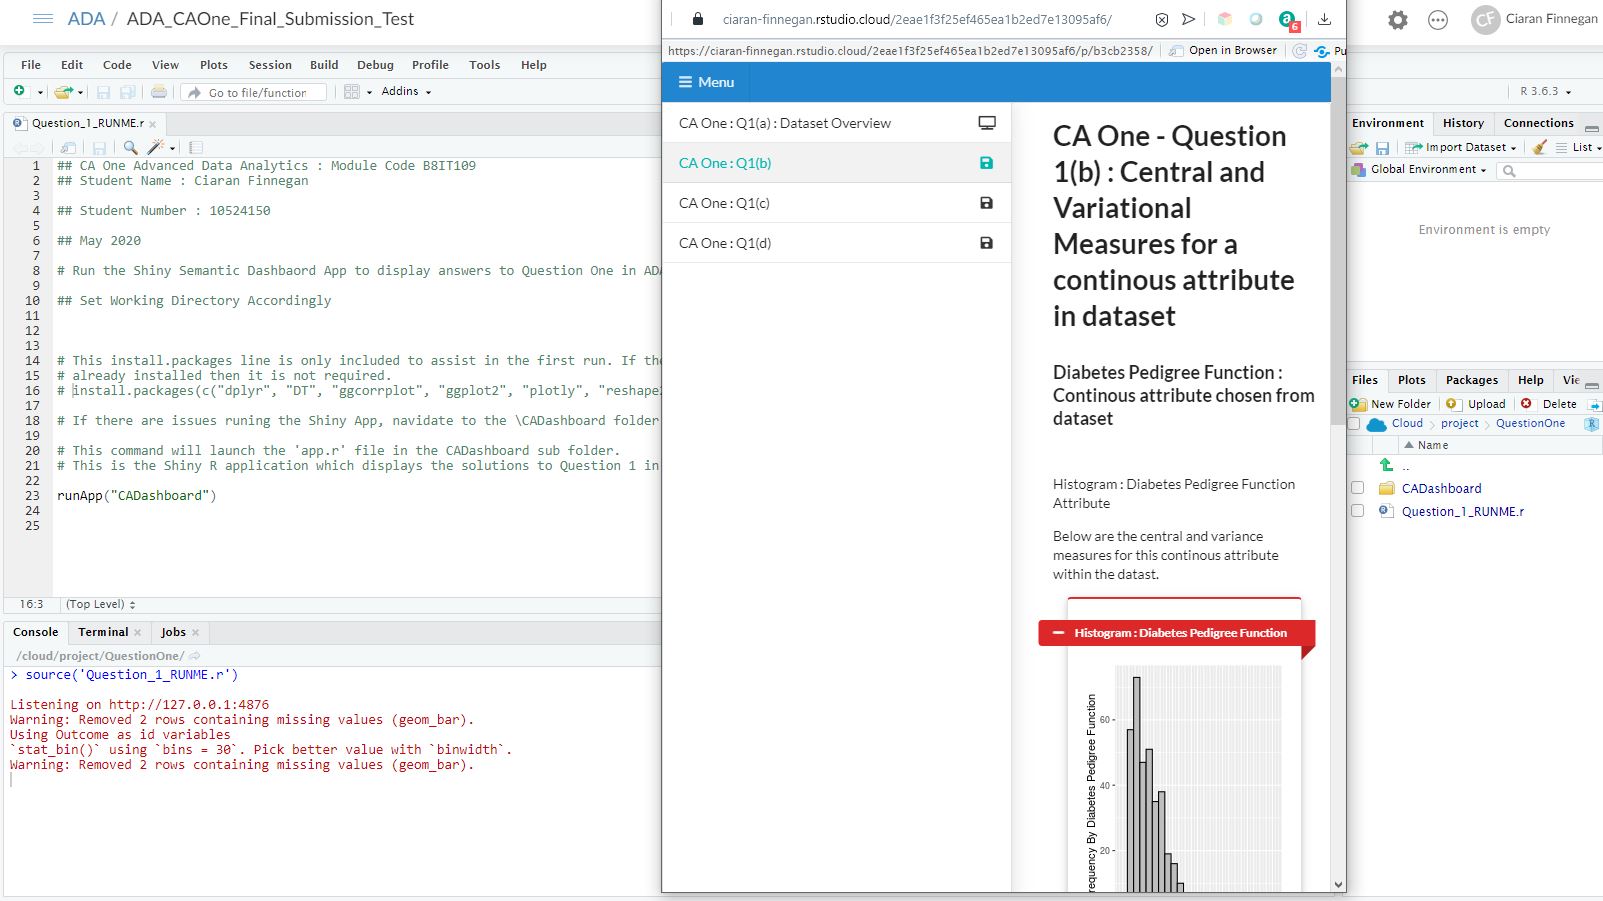 ADA / ADA_CAOne_Final_Submission_Test
File Edit Code View Plots Session Build Debug Profile Tools Help
Go to file/function
Addins
Question_1_RUNME.r
1 ## CA One Advanced Data Analytics : Module Code B8IT109
2 ## Student Name : Ciaran Finnegan
3
4 ## Student Number : 10524150
5
6 ## May 2020
7
8 # Run the Shiny Semantic Dashbaord App to display answers to Question One in ADA
9
10 ## Set Working Directory Accordingly
11
12
13
14 # This install.packages line is only included to assist in the first run. If the
15 # already installed then it is not required.
16 # install.packages(c("dplyr", "DT", "ggcorrplot", "ggplot2", "plotly", "reshape2
17
18 # If there are issues runing the Shiny App, navidate to the \CADashboard folder
19
20 # This command will launch the 'app.r' file in the CADashboard sub folder.
21 # This is the Shiny R application which displays the solutions to Question 1 in
22
23 runApp("CADashboard")
24
25
16:3 (Top Level)
Console Terminal Jobs
/cloud/project/QuestionOne/
> source('Question_1_RUNME.r')
Listening on http://127.0.0.1:4876
Warning: Removed 2 rows containing missing values (geom_bar).
Using Outcome as id variables
`stat_bin()` using `bins = 30`. Pick better value with `binwidth`.
Warning: Removed 2 rows containing missing values (geom_bar).
ciaran-finnegan.rstudio.cloud/2eae1f3f25ef465ea1b2ed7e13095af6/
a
6
https://ciaran-finnegan.rstudio.cloud/2eae1f3f25ef465ea1b2ed7e13095af6/p/b3cb2358/ Open in Browser Pu
Menu
CA One : Q1(a) : Dataset Overview
CA One : Q1(b)
CA One : Q1(c)
CA One : Q1(d)
CA One - Question
1(b) : Central and
Variational
Measures for a
continous attribute
in dataset
Diabetes Pedigree Function :
Continous attribute chosen from
dataset
Histogram : Diabetes Pedigree Function
Attribute
Below are the central and variance
measures for this continous attribute
within the datast.
Histogram : Diabetes Pedigree Function
requency By Diabetes Pedigree Function
60
40
20
CF Ciaran Finnegan
R 3.6.3
Environment History Connections
Import Dataset List
Global Environment
Environment is empty
Files Plots Packages Help Vie
New Folder Upload Delete
Cloud project QuestionOne R
Name
..
CADashboard
Question_1_RUNME.r